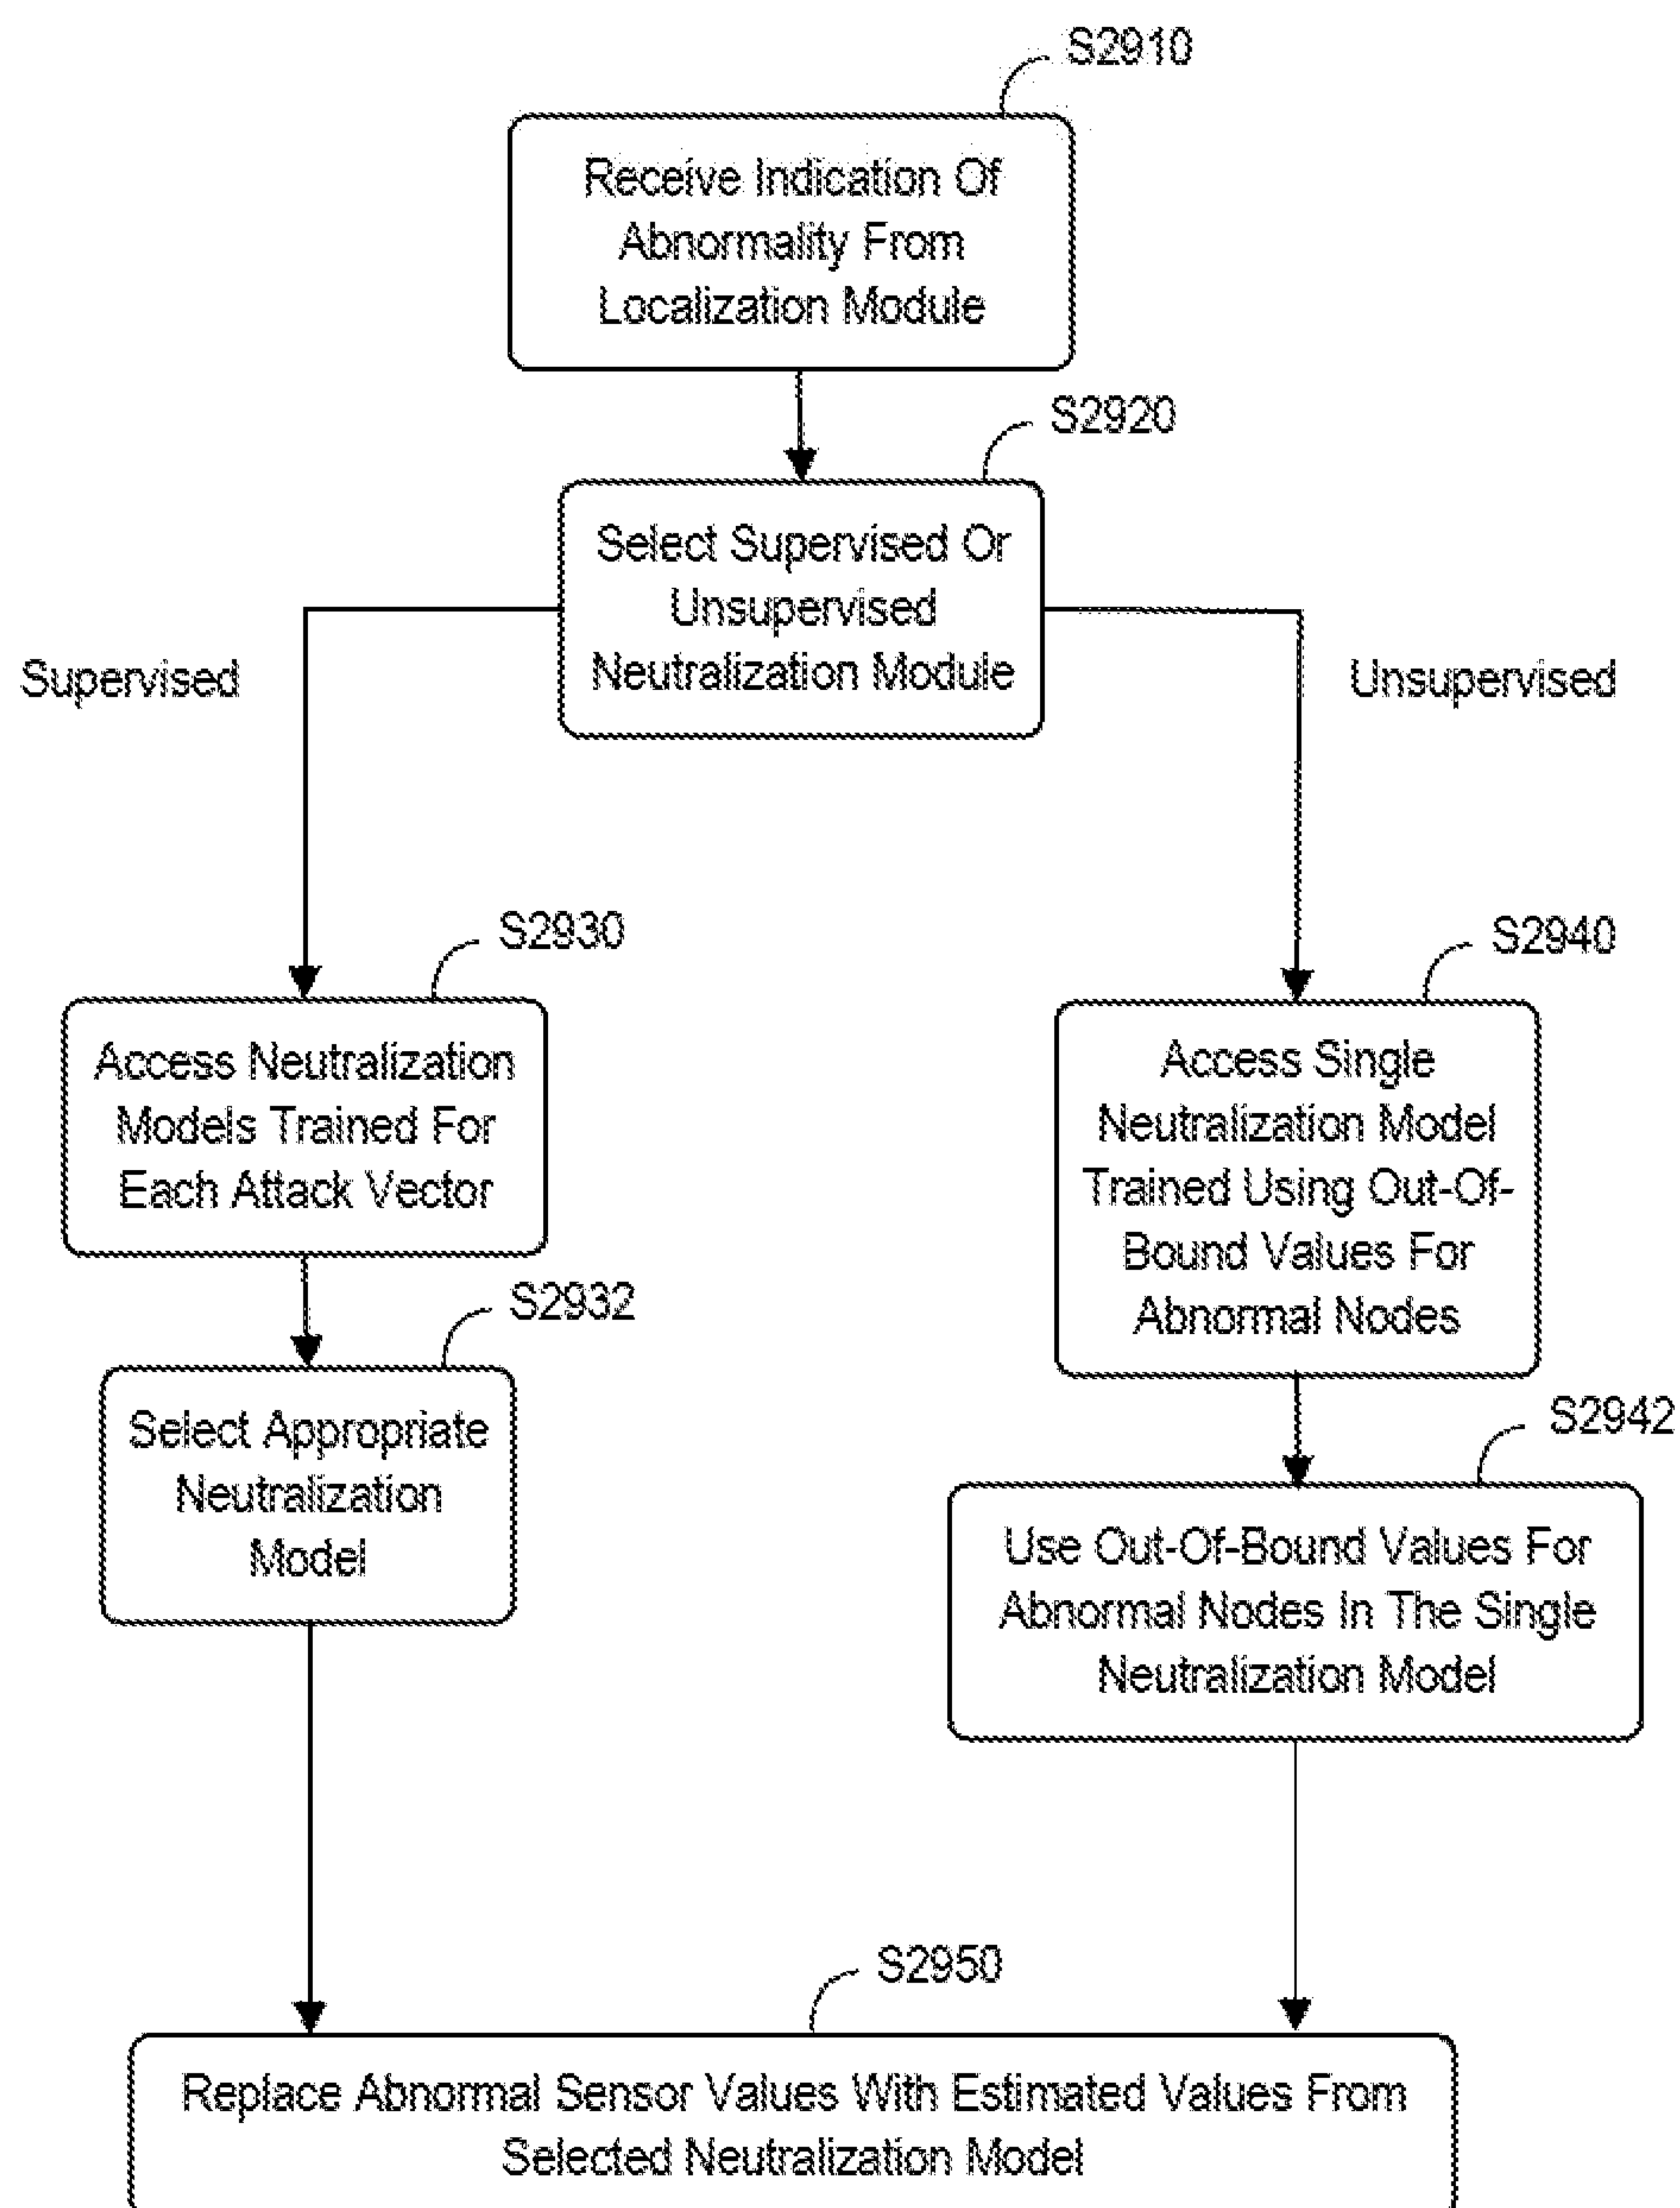 S2910
Receive Indication Of
Abnormality From
Localization Module
S2920
Select Supervised Or
Unsupervised
Neutralization Module
Supervised
Unsupervised
S2930
Access Neutralization
Models Trained For
Each Attack Vector
S2940
Access Single
Neutralization Model
Trained Using Out-Of-
Bound Values For
Abnormal Nodes
S2932
Select Appropriate
Neutralization
Model
S2942
Use Out-Of-Bound Values For
Abnormal Nodes In The Single
Neutralization Model
S2950
Replace Abnormal Sensor Values With Estimated Values From
Selected Neutralization Model